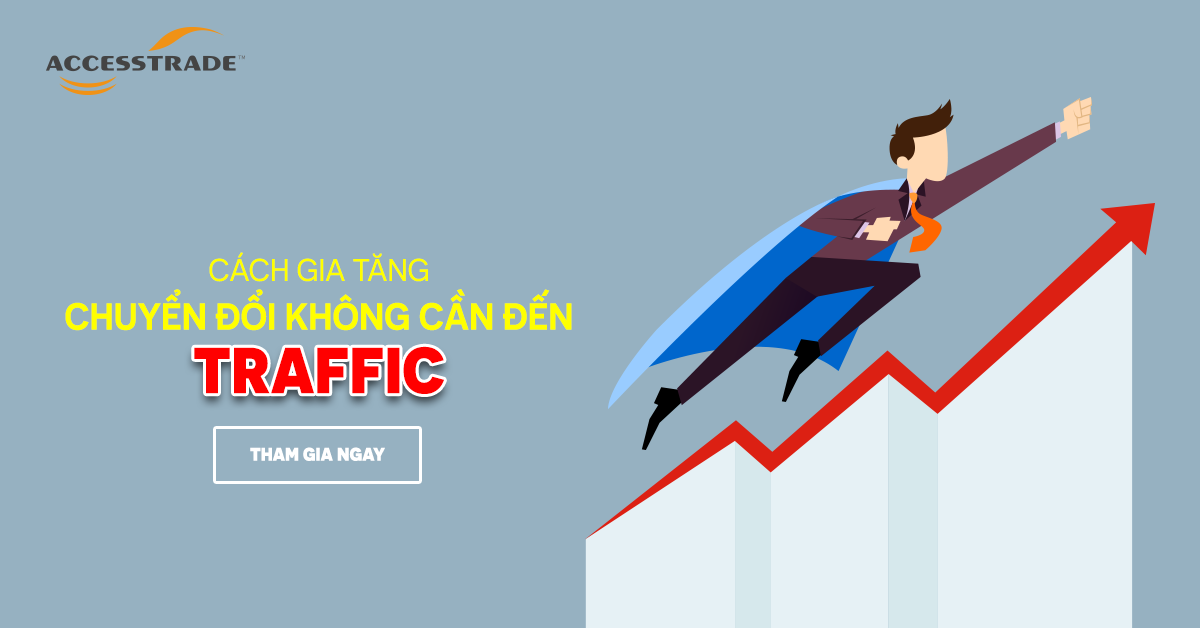 ACCESSTRADE™
CÁCH GIA TĂNG
CHUYỂN ĐỔI KHÔNG CẦN ĐẾN
TRAFFIC
THAM GIA NGAY